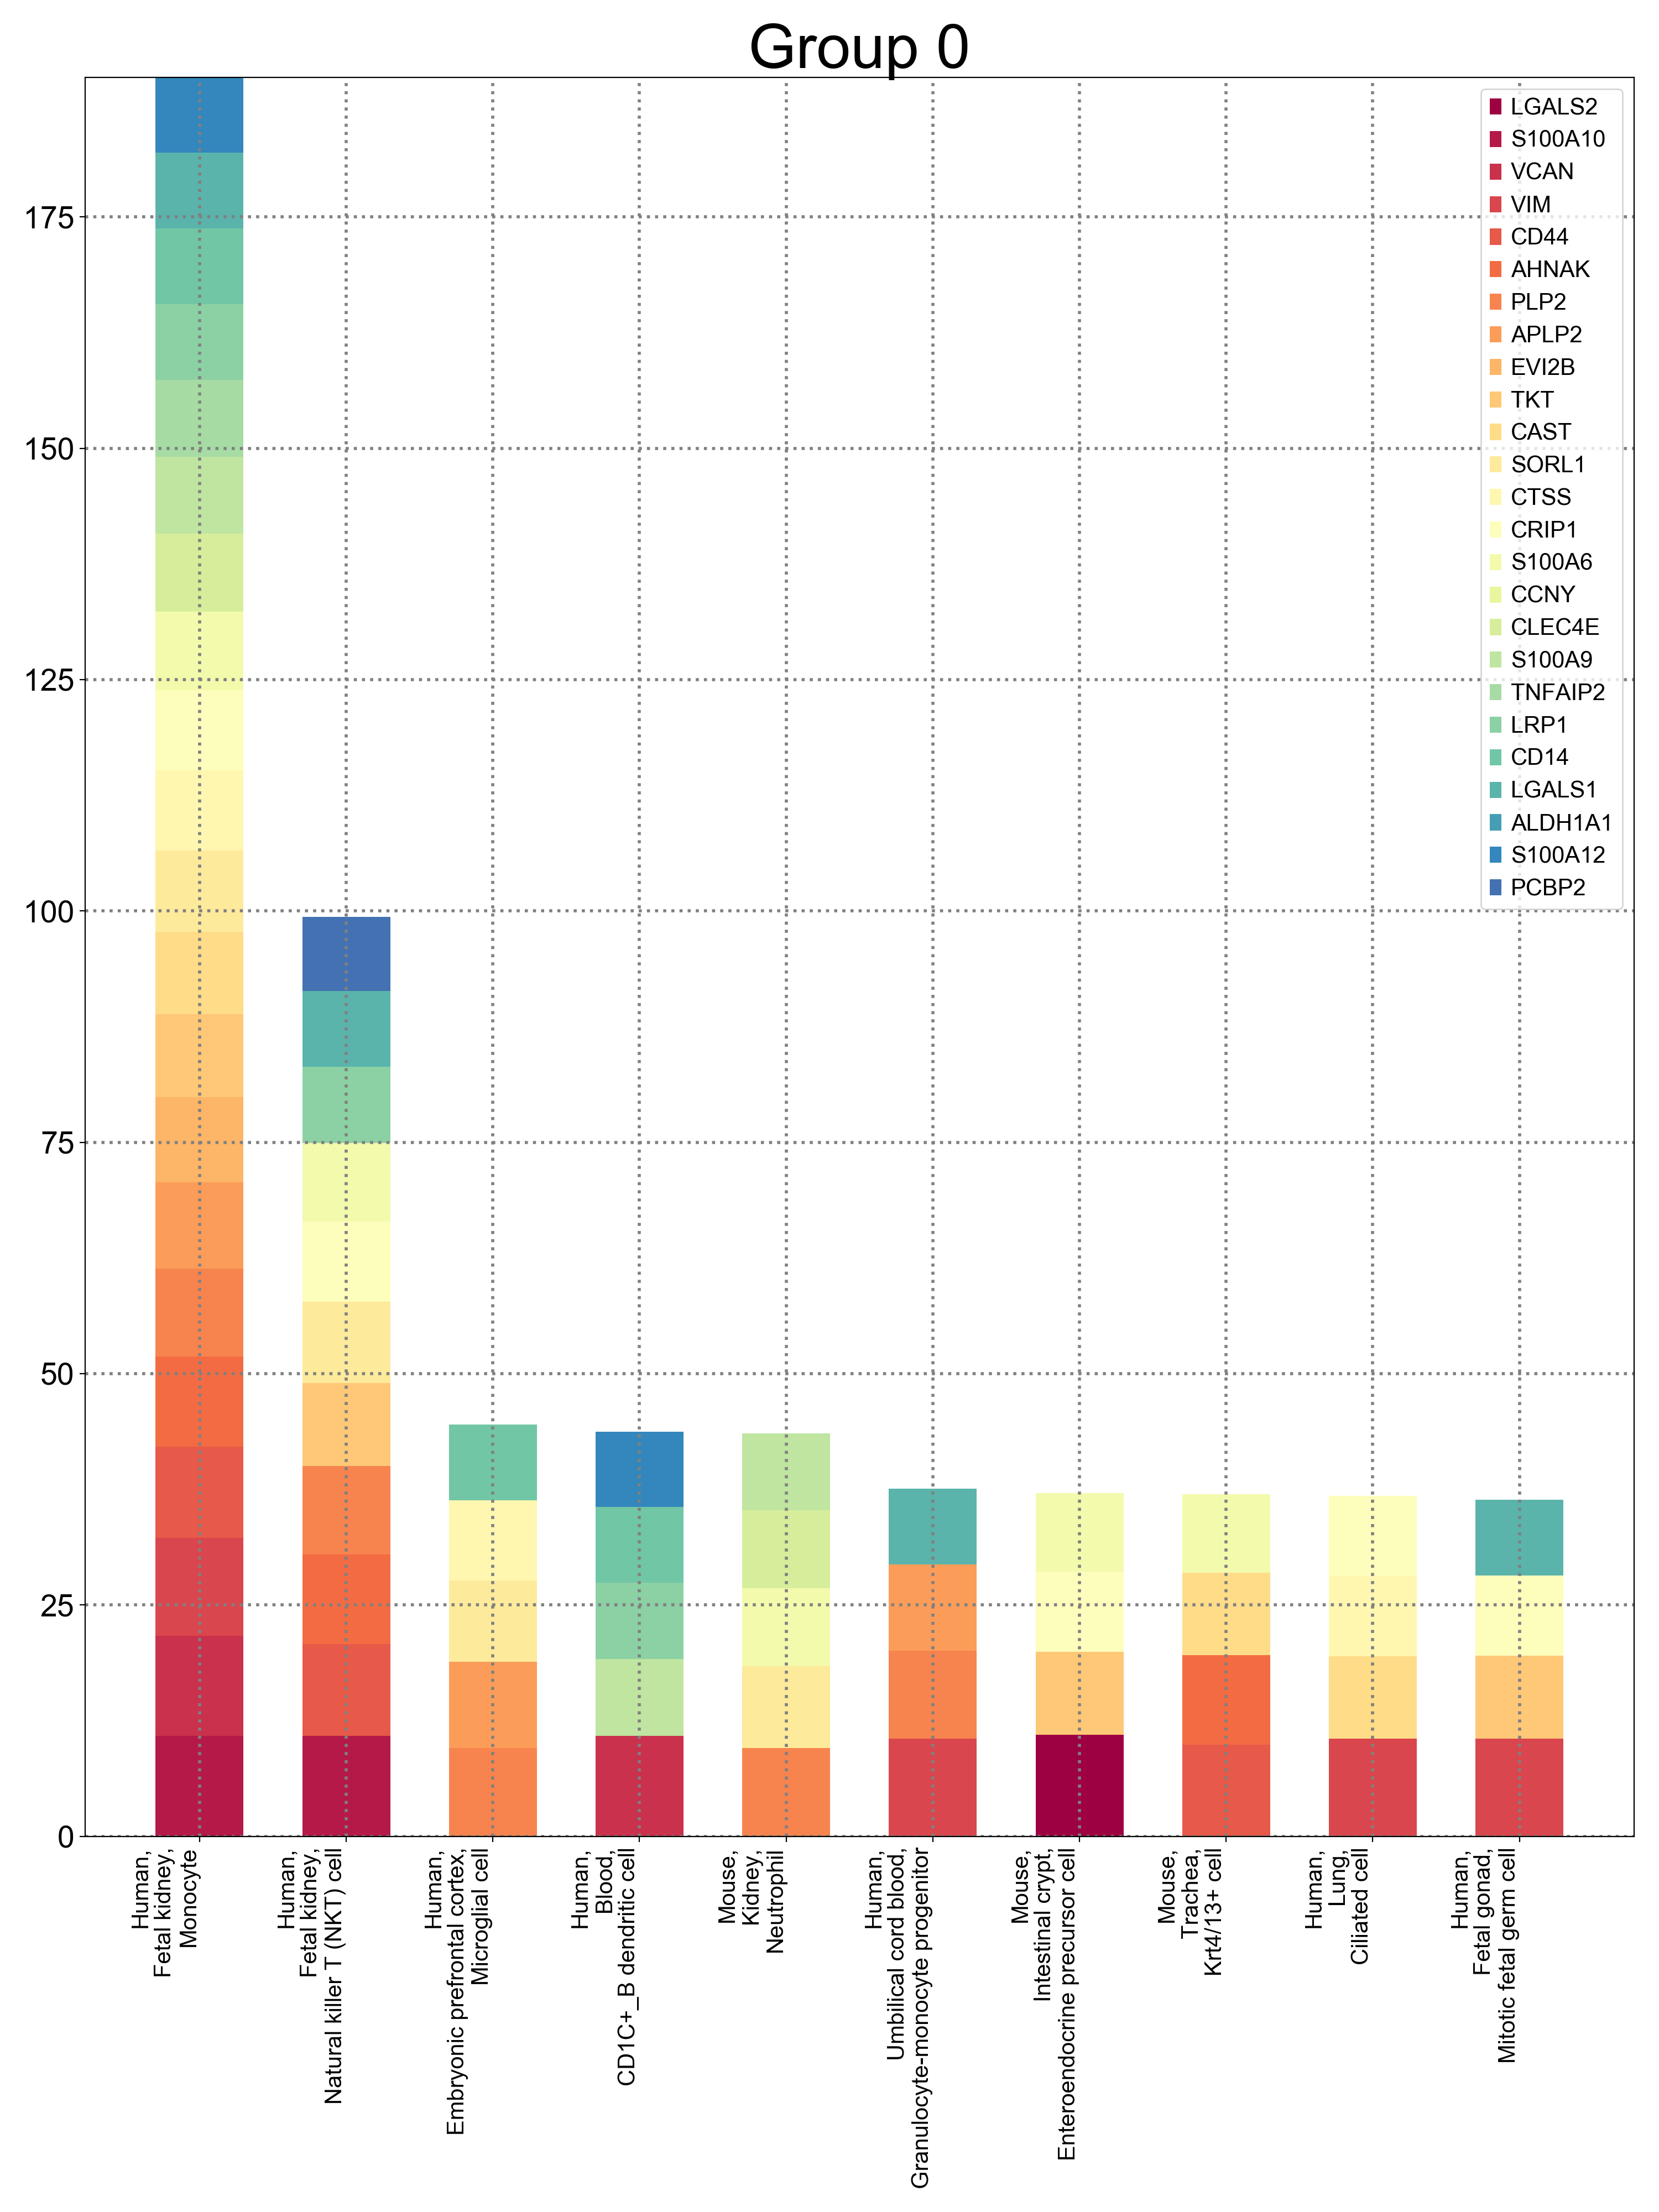 Group 0
175
150
125
100
75
50
25
0
LGALS2
S100A10
VCAN
VIM
CD44
AHNAK
PLP2
APLP2
EVI2B
TKT
CAST
SORL1
CTSS
CRIP1
S100A6
CCNY
CLEC4E
S100A9
TNFAIP2
LRP1
CD14
LGALS1
ALDH1A1
S100A12
PCBP2
Human,
Fetal kidney,
Monocyte
Human,
Fetal kidney,
Natural killer T (NKT) cell
Human,
Embryonic prefrontal cortex,
Microglial cell
Human,
Blood,
CD1C+_B dendritic cell
Mouse,
Kidney,
Neutrophil
Human,
Umbilical cord blood,
Granulocyte-monocyte progenitor
Mouse,
Intestinal crypt,
Enteroendocrine precursor cell
Mouse,
Trachea,
Krt4/13+ cell
Human,
Lung,
Ciliated cell
Human,
Fetal gonad,
Mitotic fetal germ cell